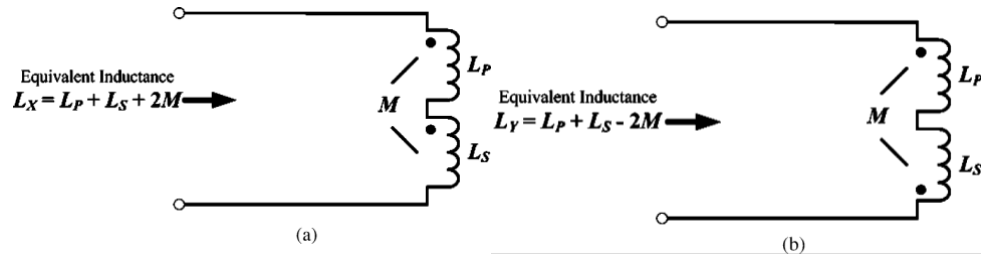 Equivalent Inductance
L_X = L_P + L_S + 2M
M
L_P
L_S
(a)
Equivalent Inductance
L_Y = L_P + L_S - 2M
M
L_P
L_S
(b)